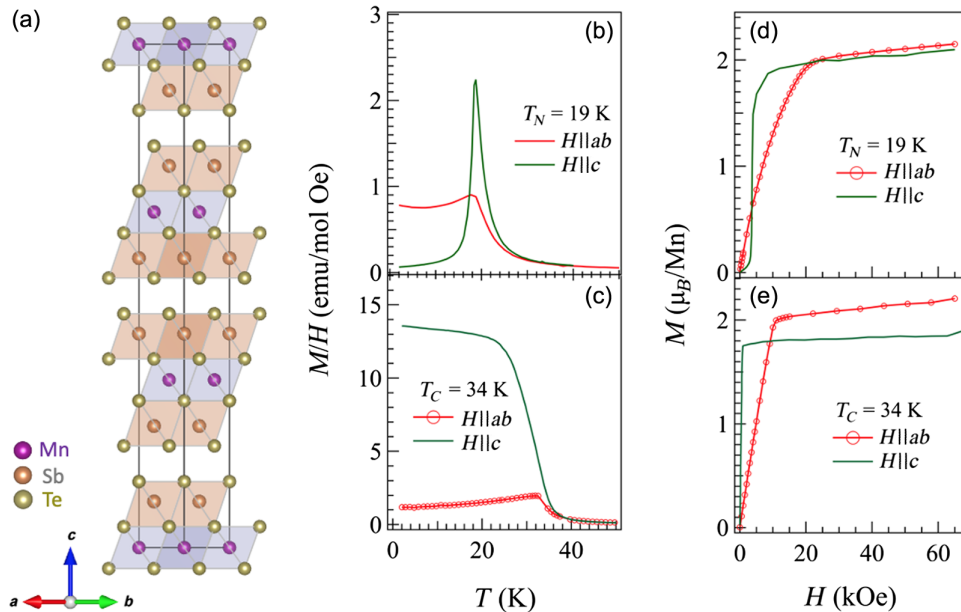 (a)
Mn
Sb
Te
c
a
b
(b)
3
2
1
0
T_N = 19 K
H||ab
H||c
M/H (emu/mol Oe)
(c)
15
10
5
0
T_C = 34 K
H||ab
H||c
0
20
40
T (K)
(d)
2
1
0
T_N = 19 K
H||ab
H||c
M (μ_B/Mn)
(e)
2
1
0
T_C = 34 K
H||ab
H||c
0
20
40
60
H (kOe)